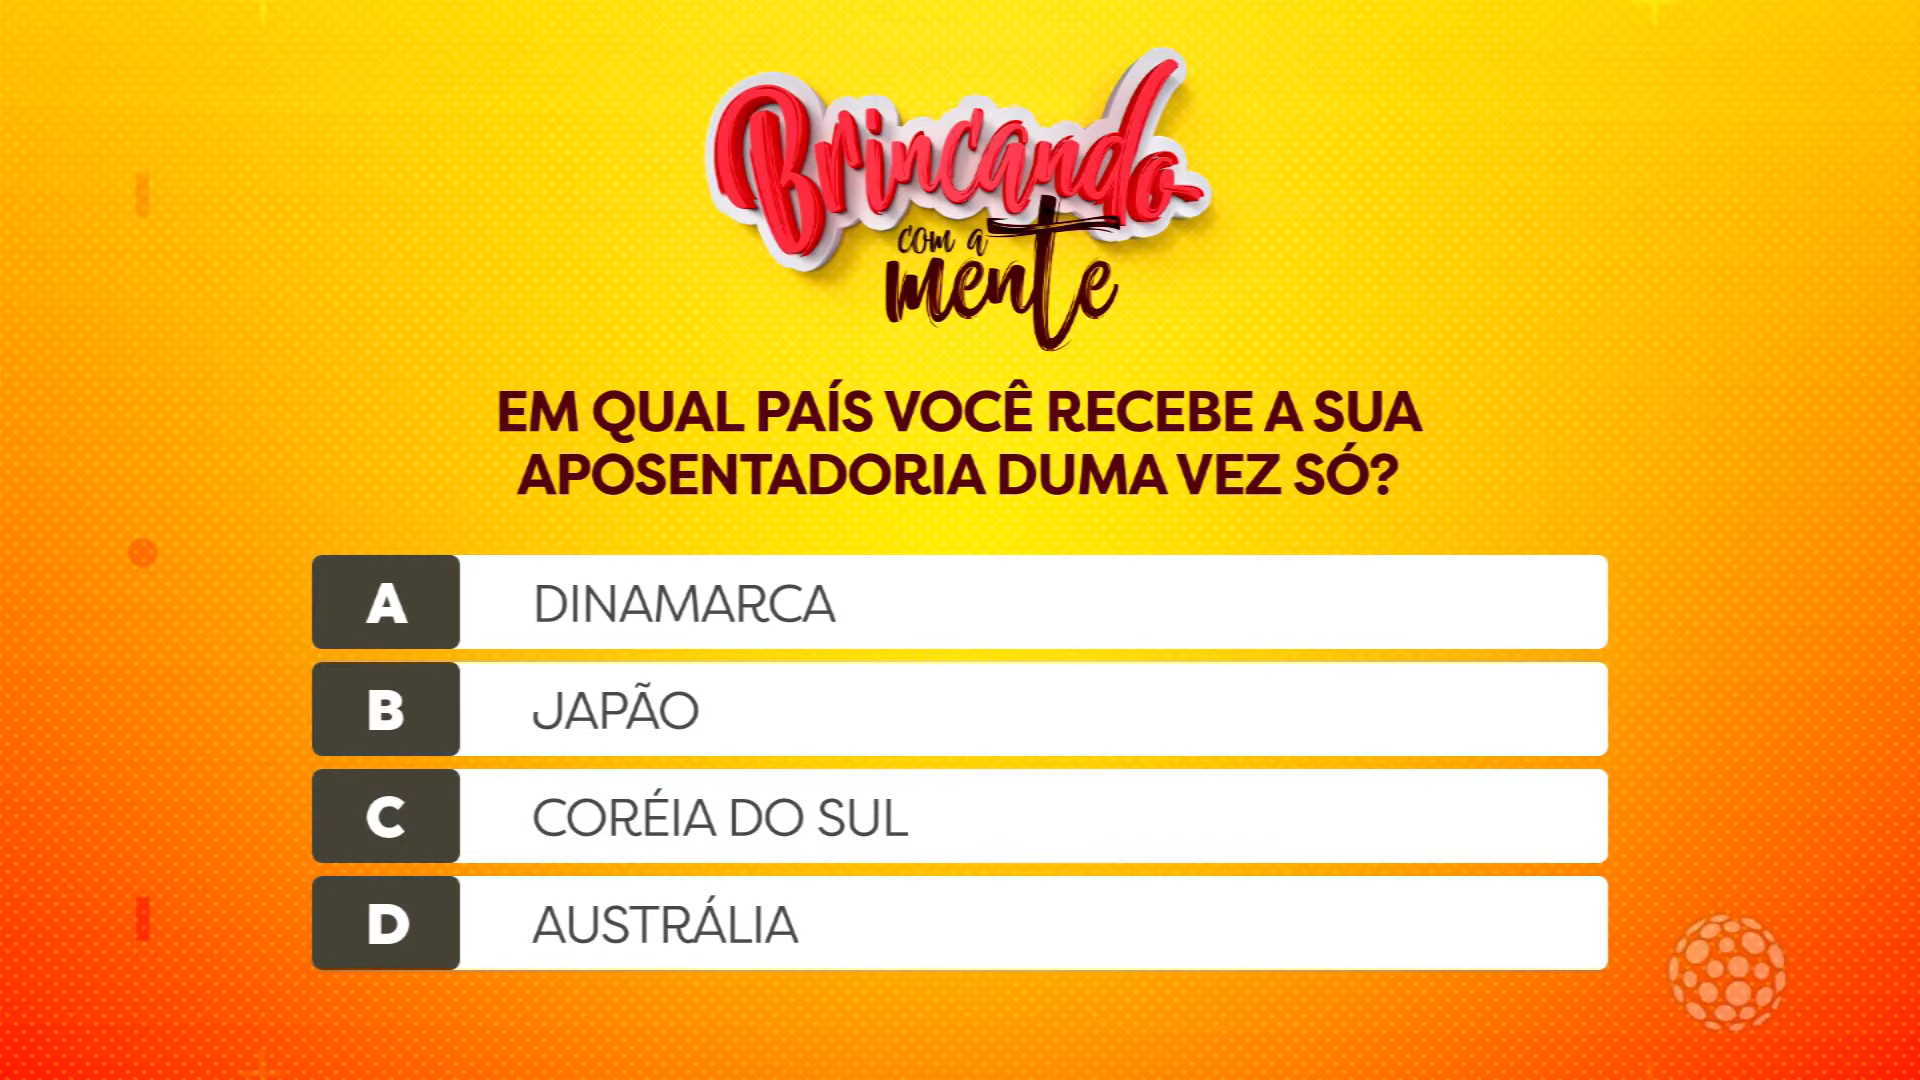 Brincando
com a
mente
EM QUAL PAÍS VOCÊ RECEBE A SUA
APOSENTADORIA DUMA VEZ SÓ?
A DINAMARCA
B JAPÃO
C CORÉIA DO SUL
D AUSTRÁLIA